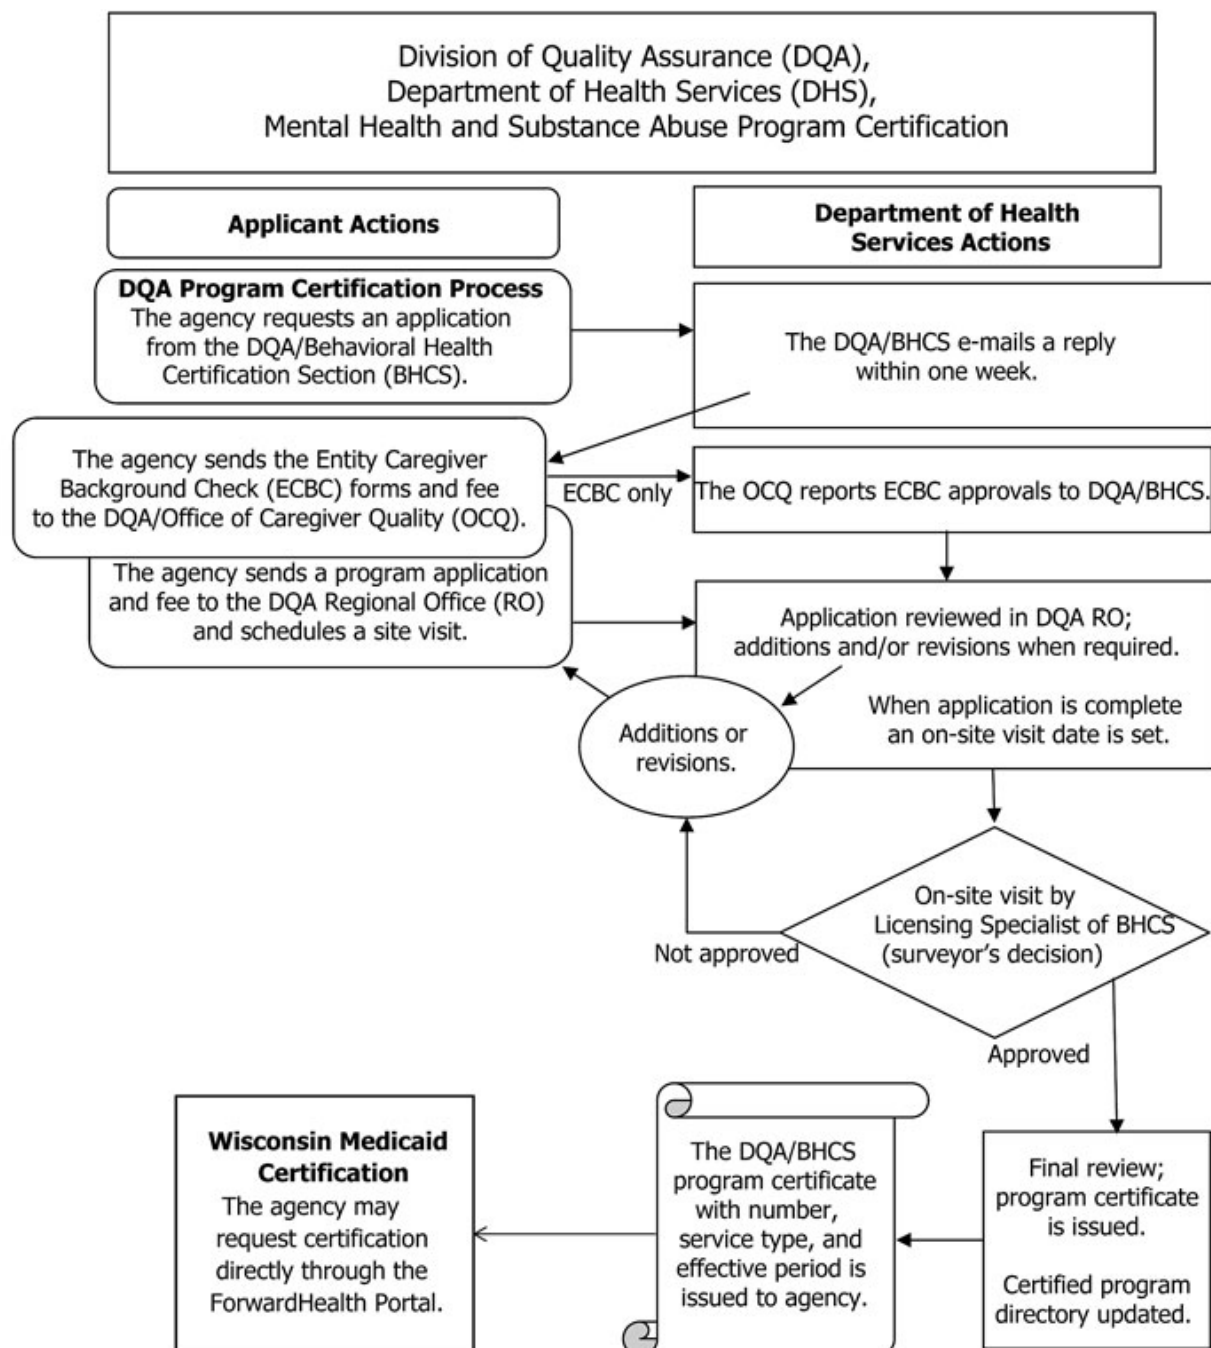 Division of Quality Assurance (DQA),
Department of Health Services (DHS),
Mental Health and Substance Abuse Program Certification
Applicant Actions
Department of Health
Services Actions
DQA Program Certification Process
The agency requests an application
from the DQA/Behavioral Health
Certification Section (BHCS).
The DQA/BHCS e-mails a reply
within one week.
The agency sends the Entity Caregiver
Background Check (ECBC) forms and fee
to the DQA/Office of Caregiver Quality (OCQ).
ECBC only
The OCQ reports ECBC approvals to DQA/BHCS.
The agency sends a program application
and fee to the DQA Regional Office (RO)
and schedules a site visit.
Application reviewed in DQA RO;
additions and/or revisions when required.
When application is complete
an on-site visit date is set.
Additions or
revisions.
On-site visit by
Licensing Specialist of BHCS
(surveyor's decision)
Not approved
Approved
Final review;
program certificate
is issued.
Certified program
directory updated.
The DQA/BHCS
program certificate
with number,
service type, and
effective period is
issued to agency.
Wisconsin Medicaid
Certification
The agency may
request certification
directly through the
ForwardHealth Portal.